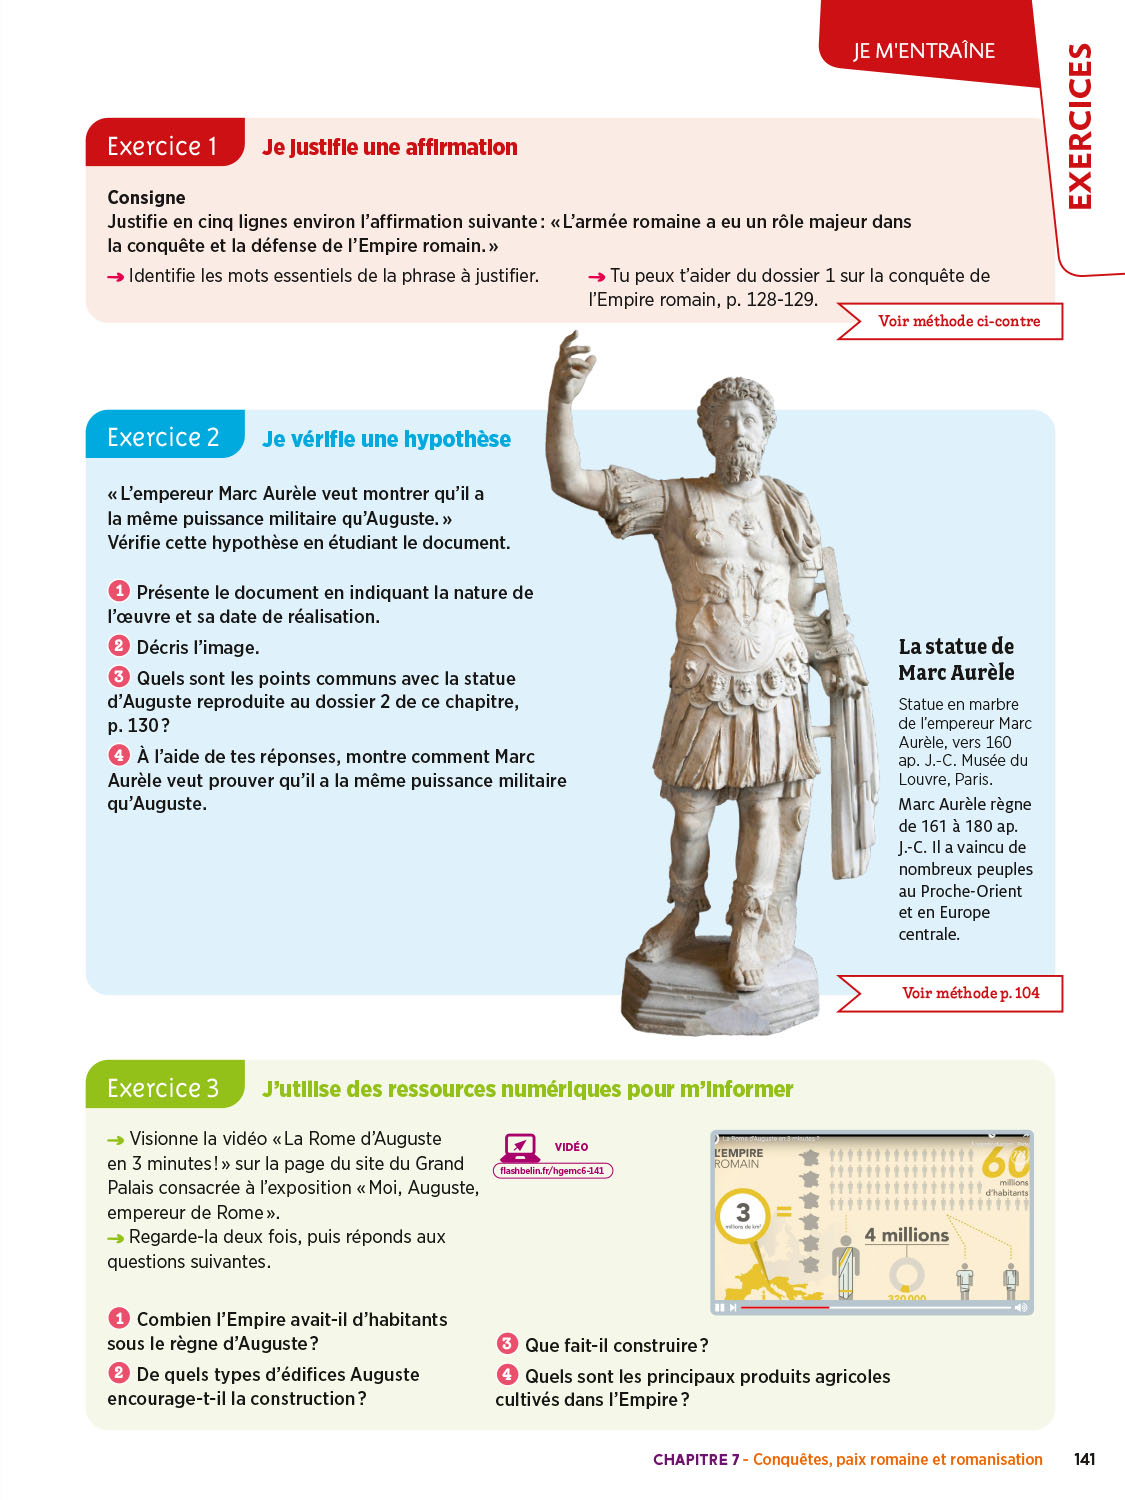 JE M'ENTRAÎNE
EXERCICES
Exercice 1
Je justifie une affirmation
Consigne
Justifie en cinq lignes environ l'affirmation suivante : « L'armée romaine a eu un rôle majeur dans
la conquête et la défense de l'Empire romain. »
➞ Identifie les mots essentiels de la phrase à justifier.
➞ Tu peux t'aider du dossier 1 sur la conquête de
l'Empire romain, p. 128-129.
Voir méthode ci-contre
Exercice 2
Je vérifie une hypothèse
« L'empereur Marc Aurèle veut montrer qu'il a
la même puissance militaire qu'Auguste. »
Vérifie cette hypothèse en étudiant le document.
1 Présente le document en indiquant la nature de
l'œuvre et sa date de réalisation.
2 Décris l'image.
3 Quels sont les points communs avec la statue
d'Auguste reproduite au dossier 2 de ce chapitre,
p. 130 ?
4 À l'aide de tes réponses, montre comment Marc
Aurèle veut prouver qu'il a la même puissance militaire
qu'Auguste.
La statue de
Marc Aurèle
Statue en marbre
de l'empereur Marc
Aurèle, vers 160
ap. J.-C. Musée du
Louvre, Paris.
Marc Aurèle règne
de 161 à 180 ap.
J.-C. Il a vaincu de
nombreux peuples
au Proche-Orient
et en Europe
centrale.
Voir méthode p. 104
Exercice 3
J'utilise des ressources numériques pour m'informer
➞ Visionne la vidéo « La Rome d'Auguste
en 3 minutes ! » sur la page du site du Grand
Palais consacrée à l'exposition « Moi, Auguste,
empereur de Rome ».
➞ Regarde-la deux fois, puis réponds aux
questions suivantes.
VIDÉO
flashbelin.fr/hgemc6-141
La Rome d'Auguste en 3 minutes !
L'EMPIRE
ROMAIN
3
millions de km²
=
60
millions
d'habitants
4 millions
320 000
1 Combien l'Empire avait-il d'habitants
sous le règne d'Auguste ?
2 De quels types d'édifices Auguste
encourage-t-il la construction ?
3 Que fait-il construire ?
4 Quels sont les principaux produits agricoles
cultivés dans l'Empire ?
CHAPITRE 7 - Conquêtes, paix romaine et romanisation
141